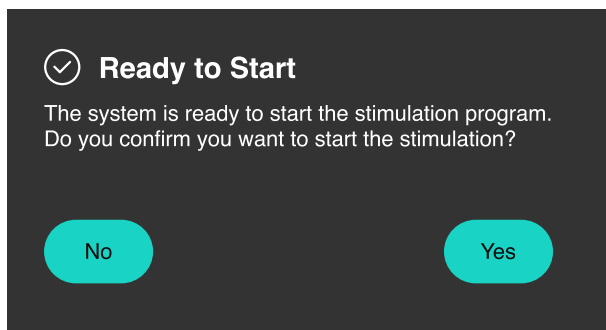 Ready to Start
The system is ready to start the stimulation program.
Do you confirm you want to start the stimulation?
No
Yes